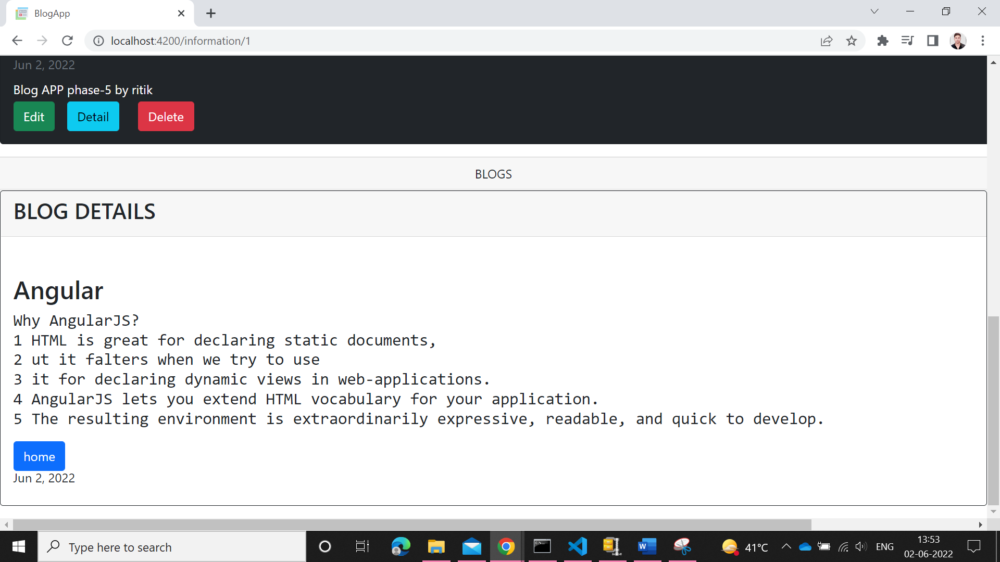 BlogApp
localhost:4200/information/1
Jun 2, 2022
Blog APP phase-5 by ritik
Edit Detail Delete
BLOGS
BLOG DETAILS
Angular
Why AngularJS?
1 HTML is great for declaring static documents,
2 ut it falters when we try to use
3 it for declaring dynamic views in web-applications.
4 AngularJS lets you extend HTML vocabulary for your application.
5 The resulting environment is extraordinarily expressive, readable, and quick to develop.
home
Jun 2, 2022
Type here to search
41°C
ENG
13:53
02-06-2022